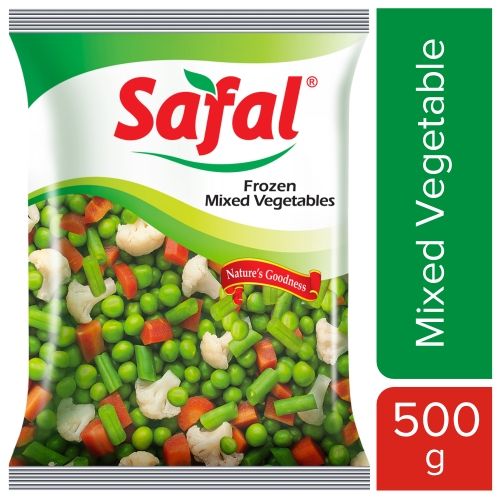 Safal®
Frozen
Mixed Vegetables
Nature's Goodness
Mixed Vegetable
500
g